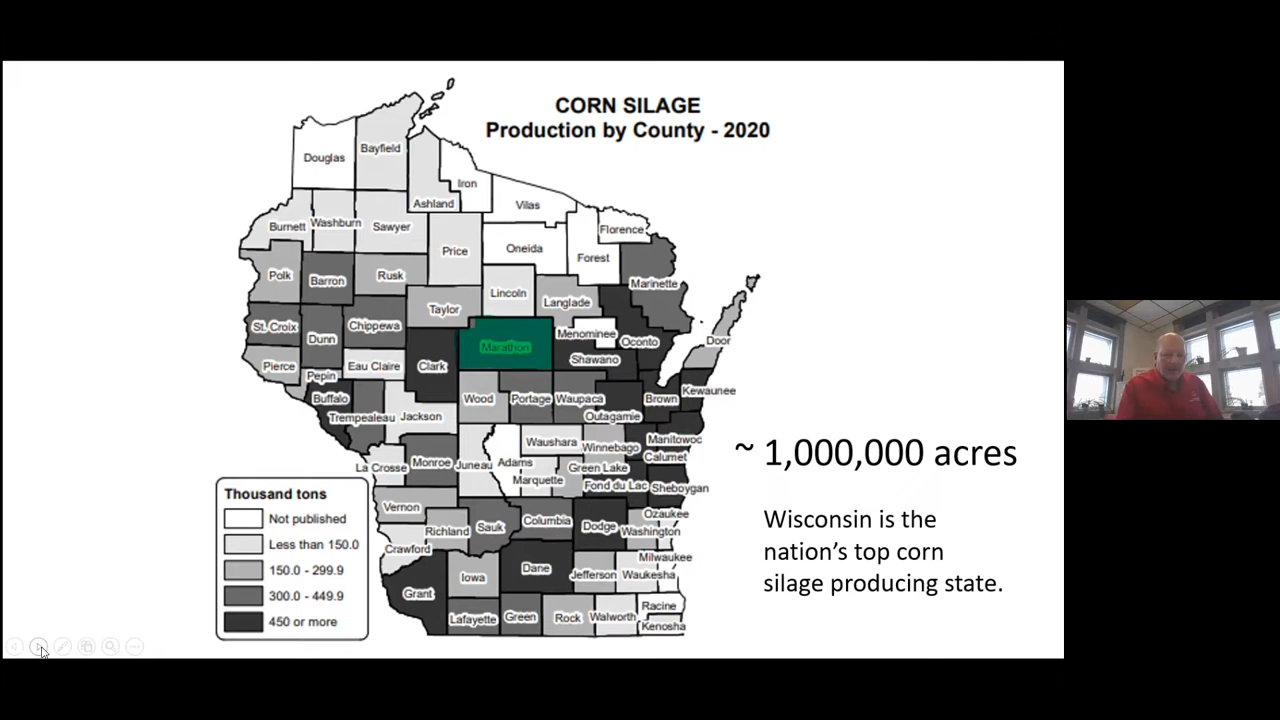 CORN SILAGE
Production by County - 2020
Douglas
Bayfield
Iron
Ashland
Vilas
Burnett
Washburn
Sawyer
Florence
Price
Oneida
Forest
Polk
Barron
Rusk
Marinette
Lincoln
Langlade
Taylor
St. Croix
Chippewa
Dunn
Menominee
Oconto
Door
Marathon
Shawano
Pierce
Eau Claire
Clark
Pepin
Buffalo
Wood
Portage
Waupaca
Brown
Kewaunee
Trempealeau
Jackson
Outagamie
Waushara
Winnebago
Manitowoc
Calumet
La Crosse
Monroe
Juneau
Adams
Green Lake
Marquette
Fond du Lac
Sheboygan
Vernon
Richland
Sauk
Columbia
Dodge
Ozaukee
Washington
Crawford
Milwaukee
Grant
Iowa
Dane
Jefferson
Waukesha
Lafayette
Green
Rock
Walworth
Racine
Kenosha
Thousand tons
Not published
Less than 150.0
150.0 - 299.9
300.0 - 449.9
450 or more
~ 1,000,000 acres
Wisconsin is the
nation’s top corn
silage producing state.